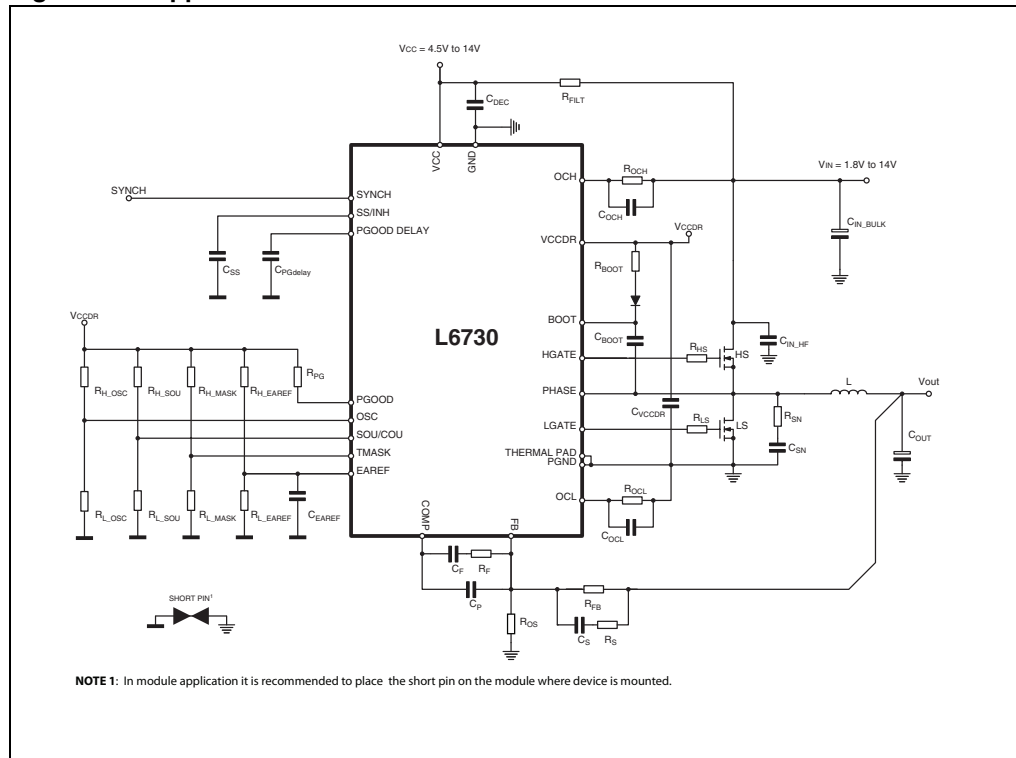 VCC = 4.5V to 14V
CDEC
RFILT
VCC
GND
VIN = 1.8V to 14V
OCH
ROCH
COCH
SYNCH
SYNCH
SS/INH
PGOOD DELAY
CSS
CPGdelay
CIN_BULK
VCCDR
VCCDR
RBOOT
L6730
BOOT
CBOOT
CIN_HF
HGATE
RHS
HS
VCCDR
RH_OSC
RH_SOU
RH_MASK
RH_EAREF
RPG
PHASE
L
Vout
PGOOD
OSC
SOU/COU
TMASK
EAREF
CVCCDR
LGATE
RLS
LS
RSN
CSN
COUT
THERMAL PAD
PGND
OCL
ROCL
COCL
RL_OSC
RL_SOU
RL_MASK
RL_EAREF
CEAREF
COMP
FB
CF
RF
CP
ROS
RFB
CS
RS
SHORT PIN1
NOTE 1: In module application it is recommended to place the short pin on the module where device is mounted.